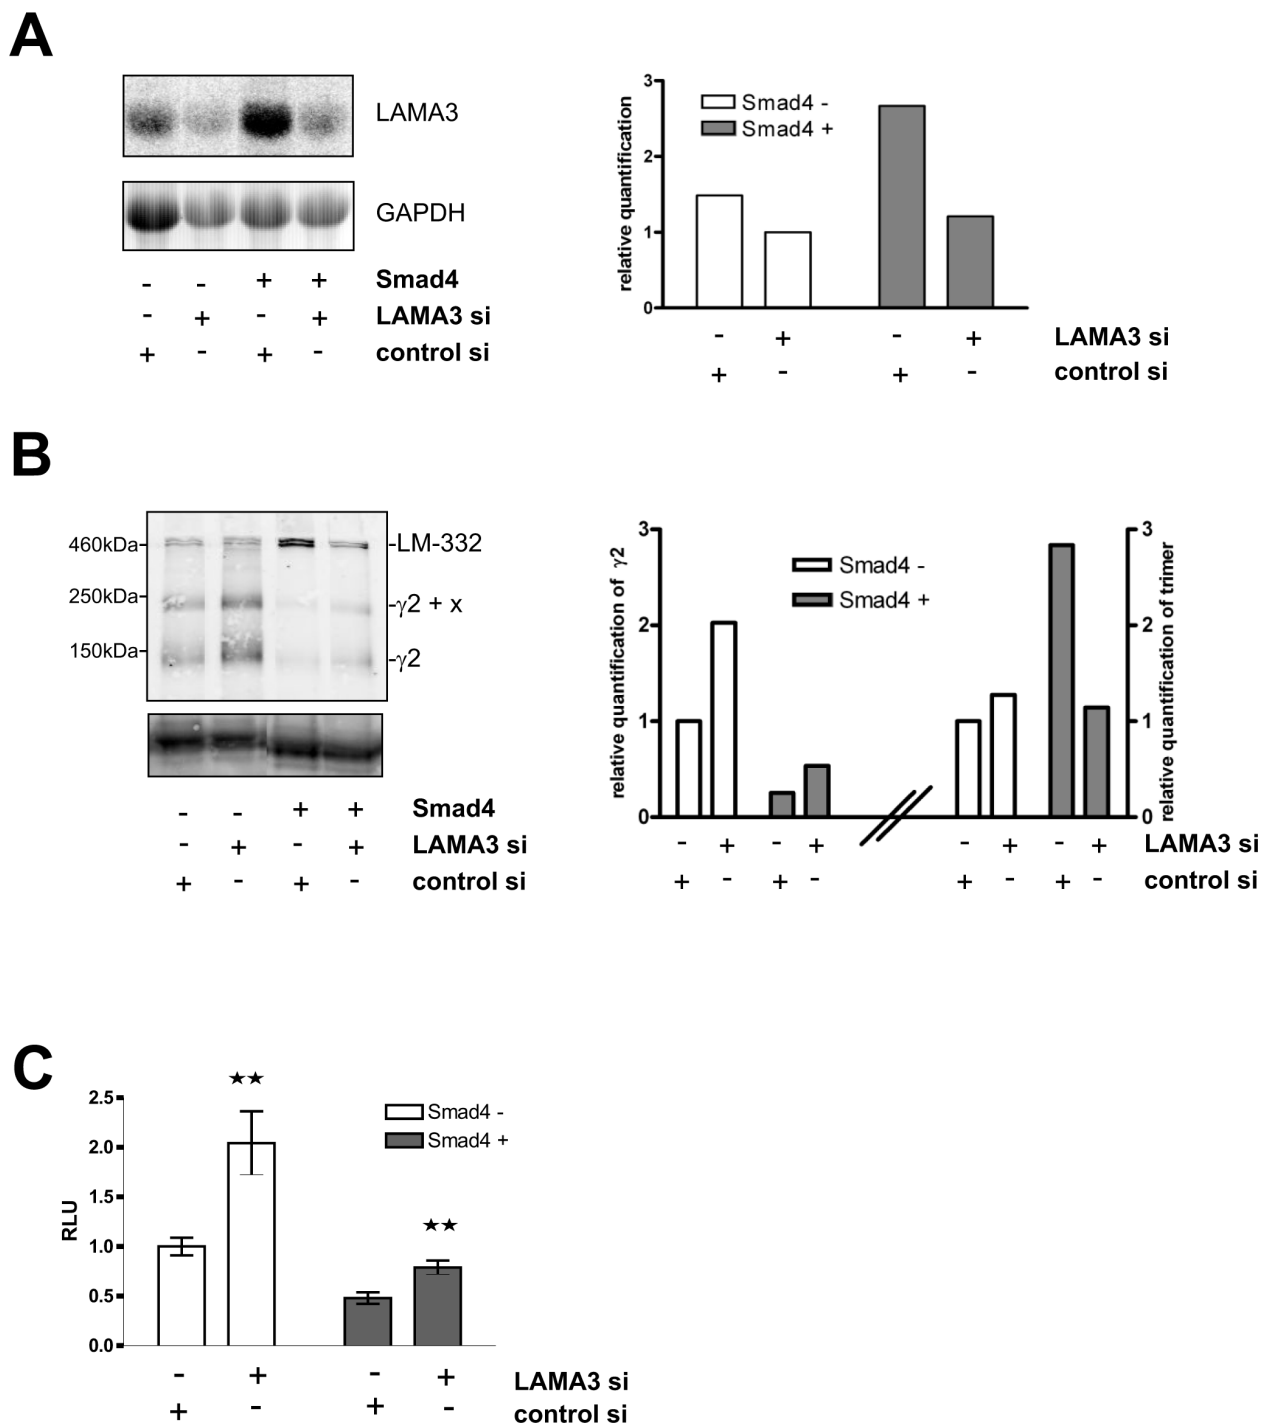 A
LAMA3
GAPDH
- - + + Smad4
- + - + LAMA3 si
+ - + - control si
relative quantification
3
2
1
0
Smad4 -
Smad4 +
- + - + LAMA3 si
+ - + - control si
B
460kDa- -LM-332
250kDa- -γ2 + x
150kDa- -γ2
- - + + Smad4
- + - + LAMA3 si
+ - + - control si
relative quantification of γ2
3
2
1
0
Smad4 -
Smad4 +
3
2
1
0
relative quantification of trimer
- + - + - + - + LAMA3 si
+ - + - + - + - control si
C
RLU
2.5
2.0
1.5
1.0
0.5
0.0
★★
★★
Smad4 -
Smad4 +
- + - + LAMA3 si
+ - + - control si